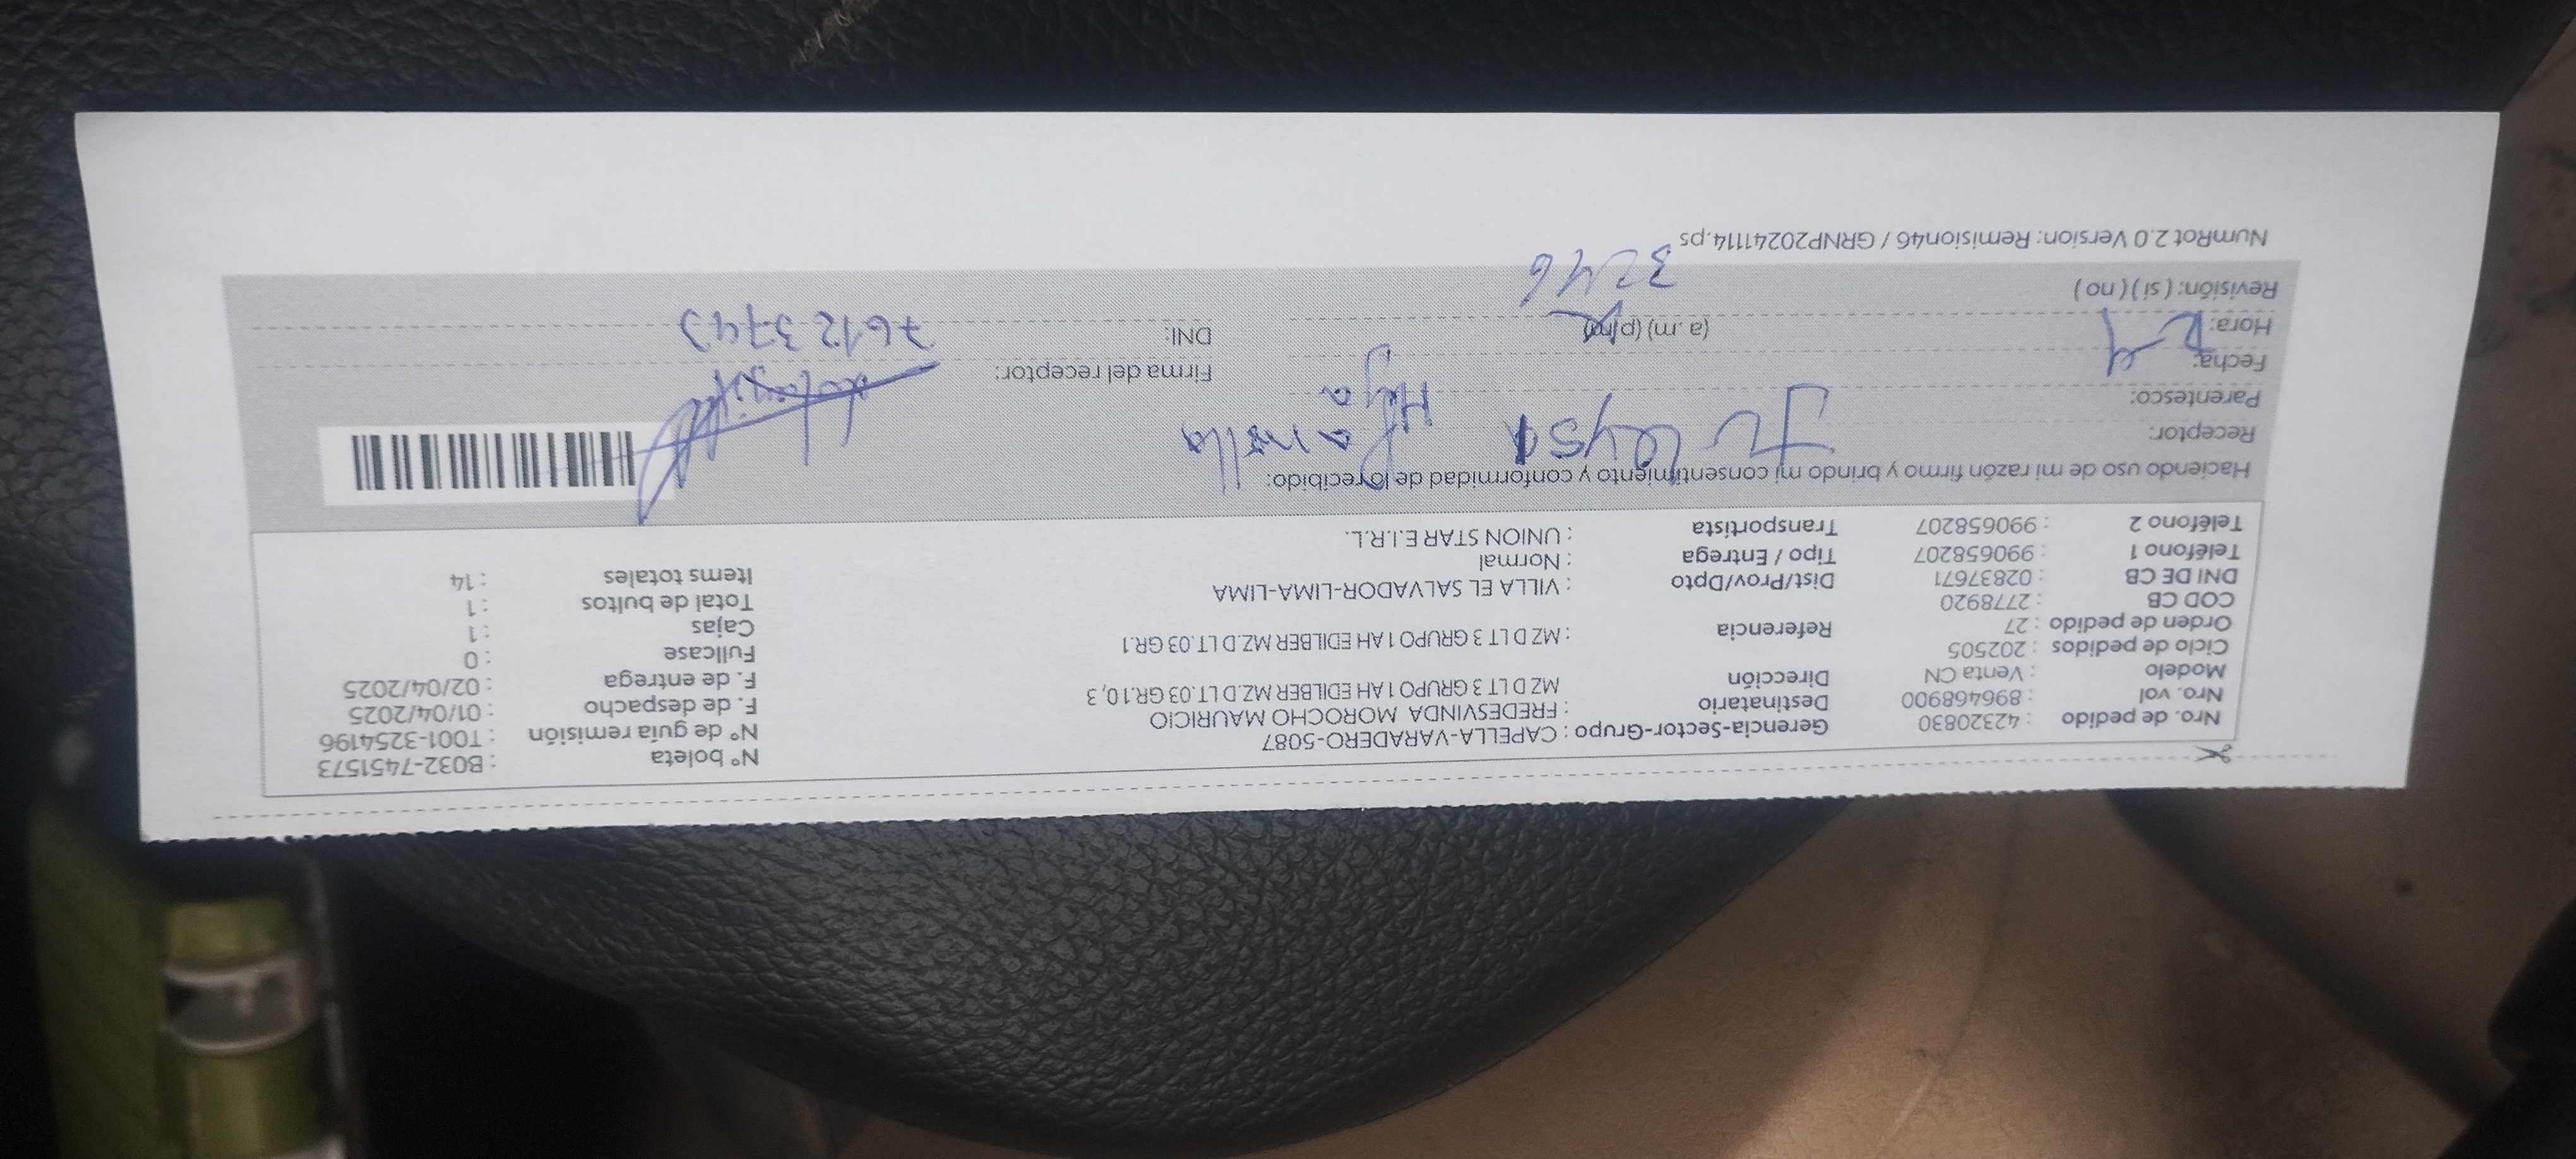 Nro. de pedido : 42320830
Nro. vol : 896468900
Modelo : Venta CN
Ciclo de pedidos : 202505
Orden de pedido : 27
COD CB : 2778920
DNI DE CB : 02837671
Teléfono 1 : 990658207
Teléfono 2 : 990658207
Gerencia-Sector-Grupo : CAPELLA-VARADERO-5087
Destinatario : FREDESVINDA MOROCHO MAURICIO
Dirección MZ D LT 3 GRUPO 1 AH EDILBER MZ.D LT.03 GR.10, 3
Referencia : MZ D LT 3 GRUPO 1 AH EDILBER MZ.D LT.03 GR.1
Dist/Prov/Dpto : VILLA EL SALVADOR-LIMA-LIMA
Tipo / Entrega : Normal
Transportista : UNION STAR E.I.R.L.
N° boleta : B032-7451573
N° de guía remisión : T001-3254196
F. de despacho : 01/04/2025
F. de entrega : 02/04/2025
Fullcase : 0
Cajas : 1
Total de bultos : 1
Items totales : 14
Haciendo uso de mi razón firmo y brindo mi consentimiento y conformidad de lo recibido:
Receptor:
Parentesco: Hija
Fecha: 2-4
Hora: (a.m) (p.m) 3:46
Revisión: ( si ) ( no )
Firma del receptor:
DNI: 76123743
NumRot 2.0 Version: Remision46 / GRNP20241114.ps